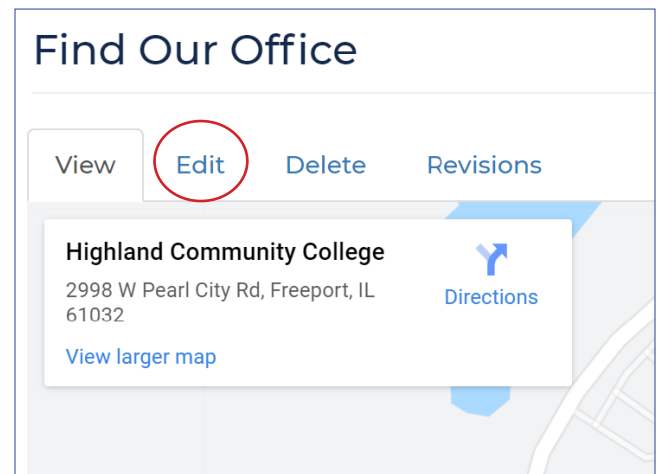 Find Our Office
View Edit Delete Revisions
Highland Community College
2998 W Pearl City Rd, Freeport, IL
61032
Directions
View larger map